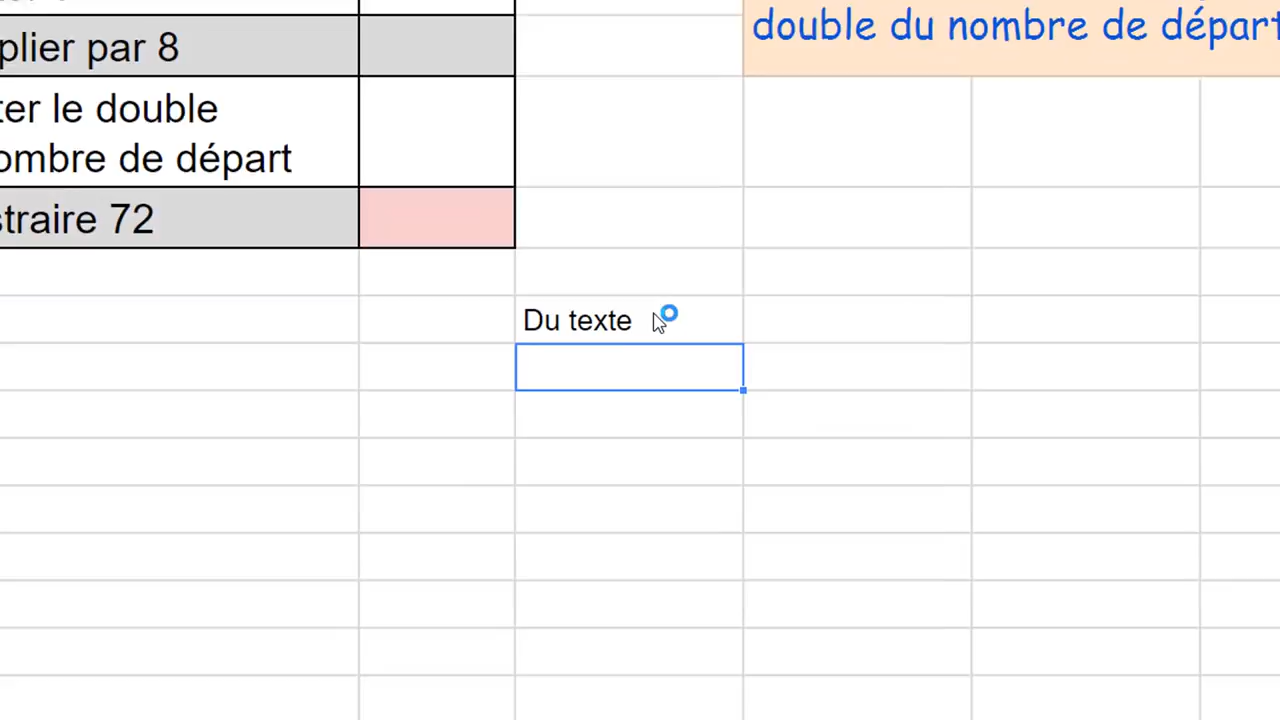 double du nombre de départ
plier par 8
ter le double
ombre de départ
straire 72
Du texte